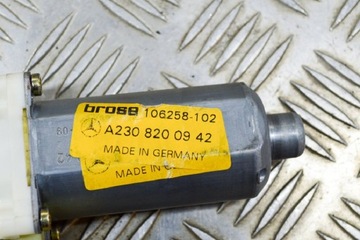 brose 106258-102
A230 820 09 42
MADE IN GERMANY
MADE IN